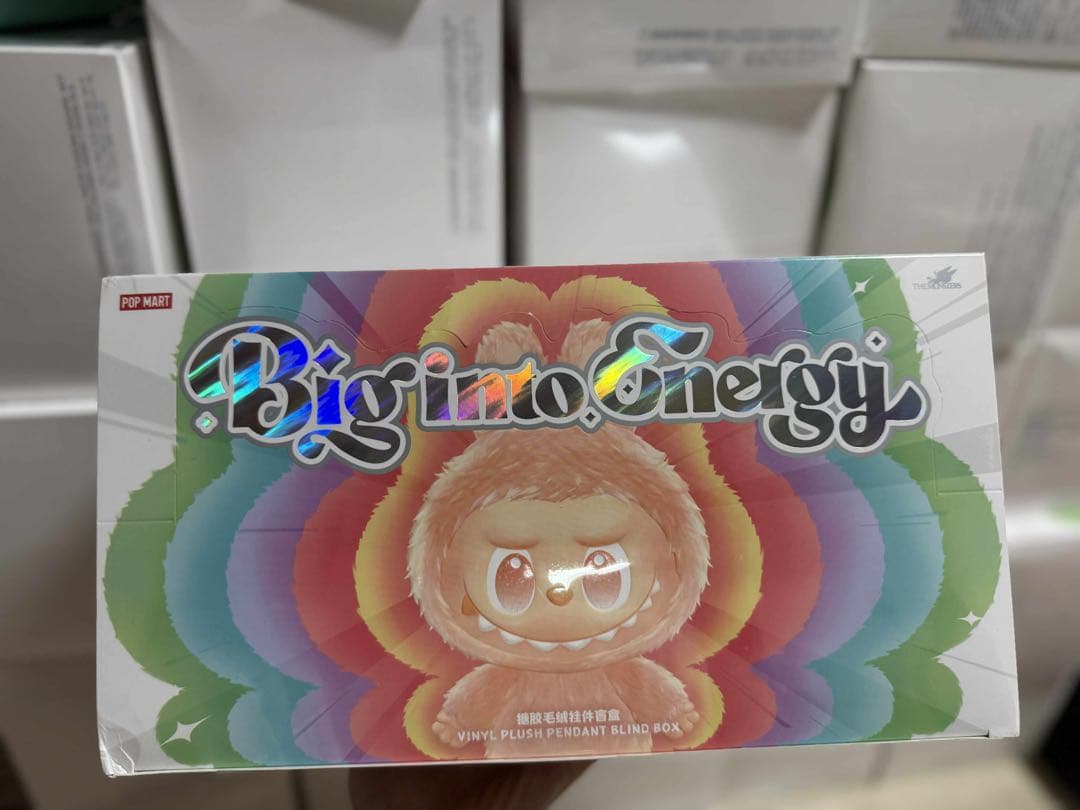 POP MART
THE MONSTERS
Big into Energy
搪胶毛绒挂件盲盒
VINYL PLUSH PENDANT BLIND BOX